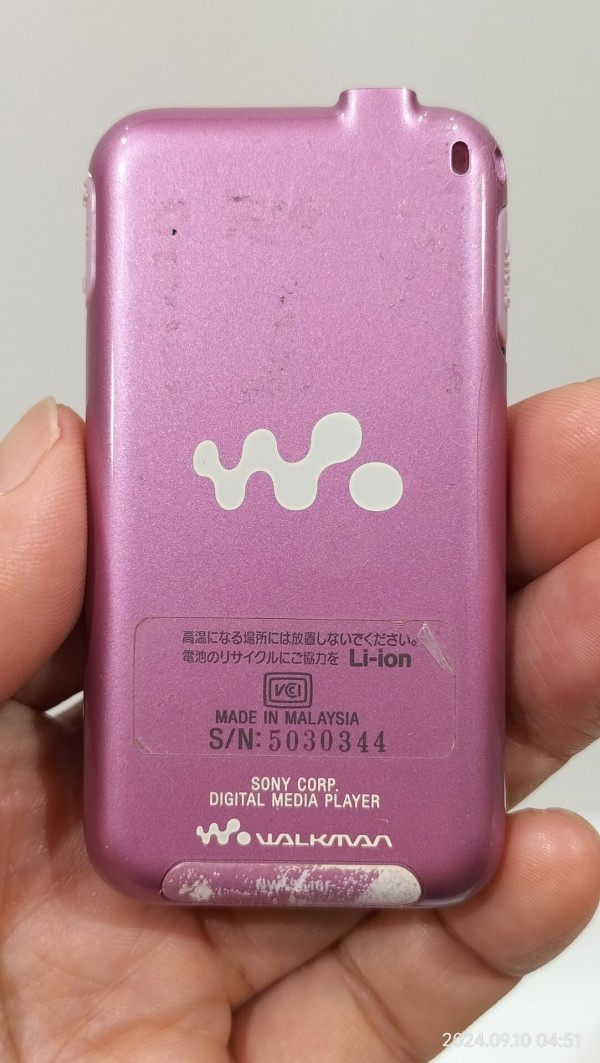 高温になる場所には放置しないでください。
電池のリサイクルにご協力を Li-ion
VCI
MADE IN MALAYSIA
S/N: 5030344
SONY CORP.
DIGITAL MEDIA PLAYER
WALKMAN
2024.09.10 04:51